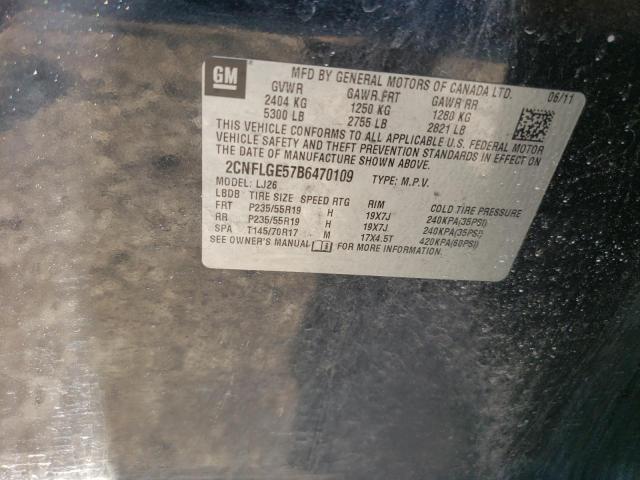 GM
MFD BY GENERAL MOTORS OF CANADA LTD. 06/11
GVWR GAWR FRT GAWR RR
2404 KG 1250 KG 1280 KG
5300 LB 2755 LB 2821 LB
THIS VEHICLE CONFORMS TO ALL APPLICABLE U.S. FEDERAL MOTOR
VEHICLE SAFETY AND THEFT PREVENTION STANDARDS IN EFFECT ON
THE DATE OF MANUFACTURE SHOWN ABOVE.
2CNFLGE57B6470109 TYPE: M.P.V.
MODEL: LJ26
LBDB TIRE SIZE SPEED RTG RIM COLD TIRE PRESSURE
FRT P235/55R19 H 19X7J 240KPA(35PSI)
RR P235/55R19 H 19X7J 240KPA(35PSI)
SPA T145/70R17 M 17X4.5T 420KPA(60PSI)
SEE OWNER'S MANUAL FOR MORE INFORMATION.